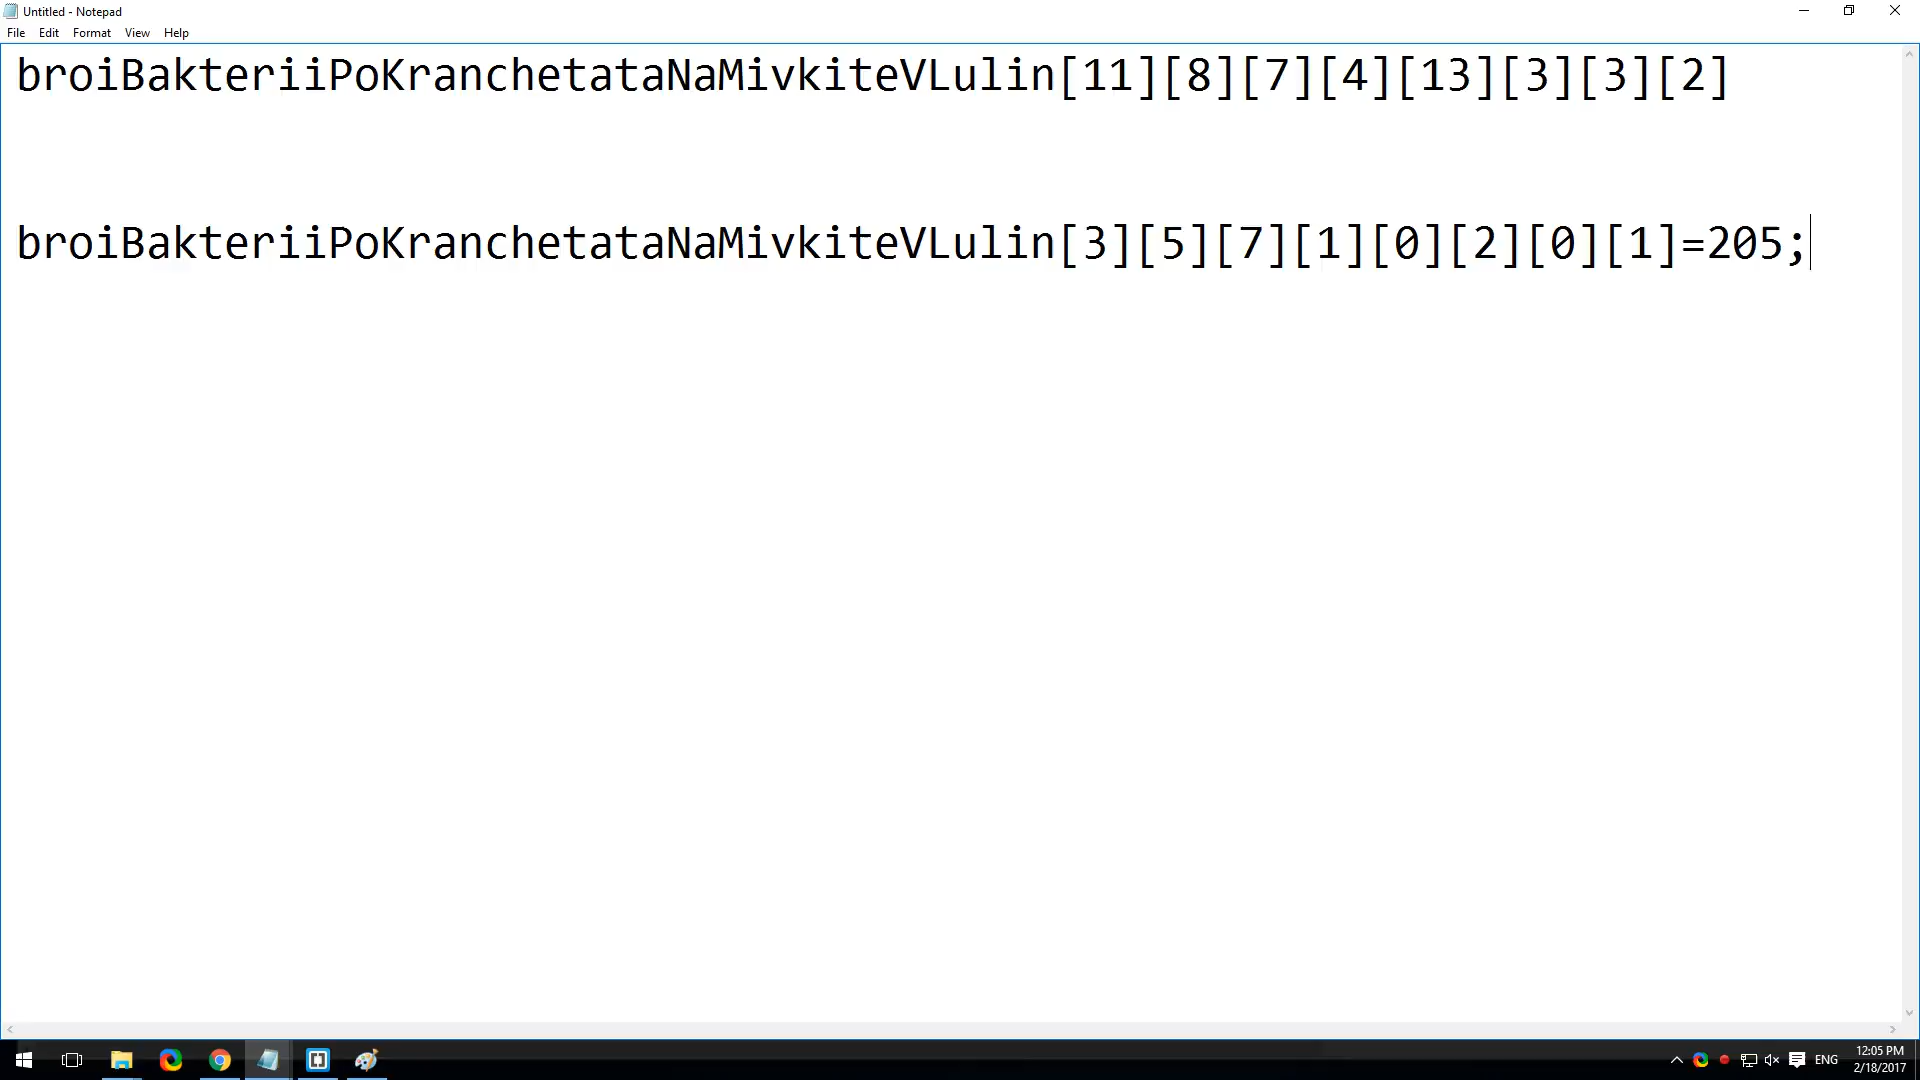 Untitled - Notepad
File Edit Format View Help
broiBakteriiPoKranchetataNaMivkiteVLulin[11][8][7][4][13][3][3][2]
broiBakteriiPoKranchetataNaMivkiteVLulin[3][5][7][1][0][2][0][1]=205;
ENG
12:05 PM
2/18/2017